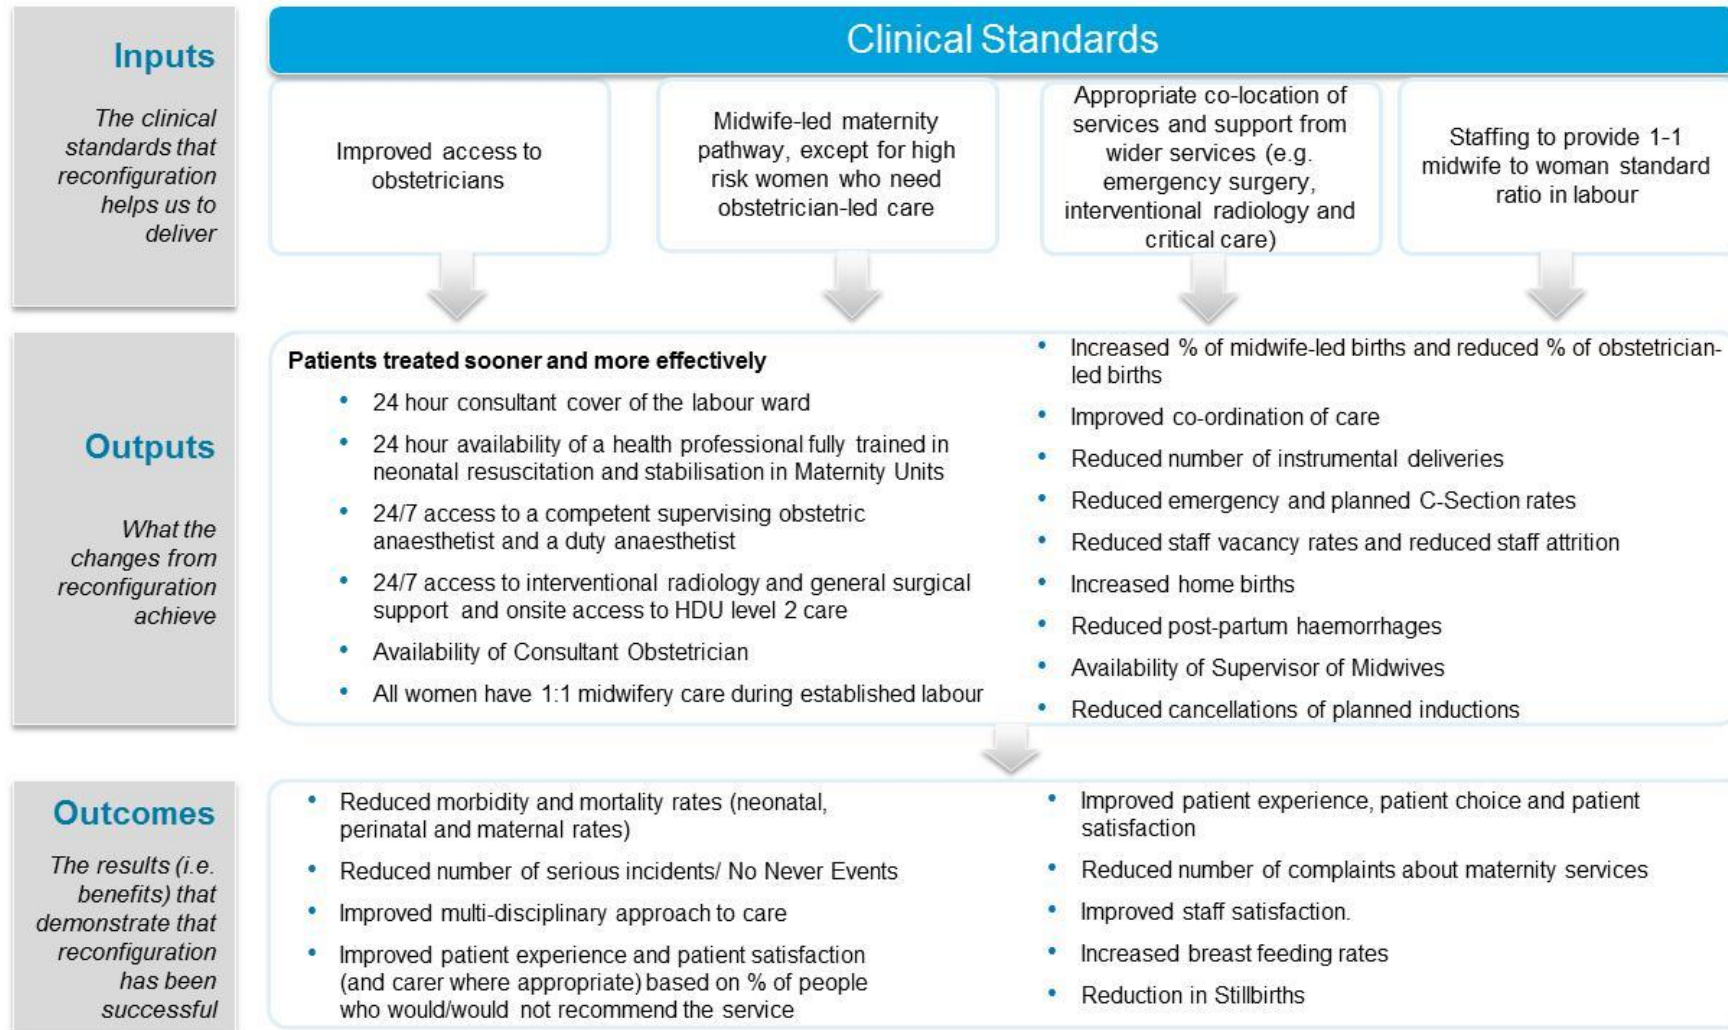 Inputs
The clinical
standards that
reconfiguration
helps us to
deliver
Clinical Standards
Improved access to
obstetricians
Midwife-led maternity
pathway, except for high
risk women who need
obstetrician-led care
Appropriate co-location of
services and support from
wider services (e.g.
emergency surgery,
interventional radiology and
critical care)
Staffing to provide 1-1
midwife to woman standard
ratio in labour
Outputs
What the
changes from
reconfiguration
achieve
Patients treated sooner and more effectively
• 24 hour consultant cover of the labour ward
• 24 hour availability of a health professional fully trained in
neonatal resuscitation and stabilisation in Maternity Units
• 24/7 access to a competent supervising obstetric
anaesthetist and a duty anaesthetist
• 24/7 access to interventional radiology and general surgical
support and onsite access to HDU level 2 care
• Availability of Consultant Obstetrician
• All women have 1:1 midwifery care during established labour
• Increased % of midwife-led births and reduced % of obstetrician-
led births
• Improved co-ordination of care
• Reduced number of instrumental deliveries
• Reduced emergency and planned C-Section rates
• Reduced staff vacancy rates and reduced staff attrition
• Increased home births
• Reduced post-partum haemorrhages
• Availability of Supervisor of Midwives
• Reduced cancellations of planned inductions
Outcomes
The results (i.e.
benefits) that
demonstrate that
reconfiguration
has been
successful
• Reduced morbidity and mortality rates (neonatal,
perinatal and maternal rates)
• Reduced number of serious incidents/ No Never Events
• Improved multi-disciplinary approach to care
• Improved patient experience and patient satisfaction
(and carer where appropriate) based on % of people
who would/would not recommend the service
• Improved patient experience, patient choice and patient
satisfaction
• Reduced number of complaints about maternity services
• Improved staff satisfaction.
• Increased breast feeding rates
• Reduction in Stillbirths